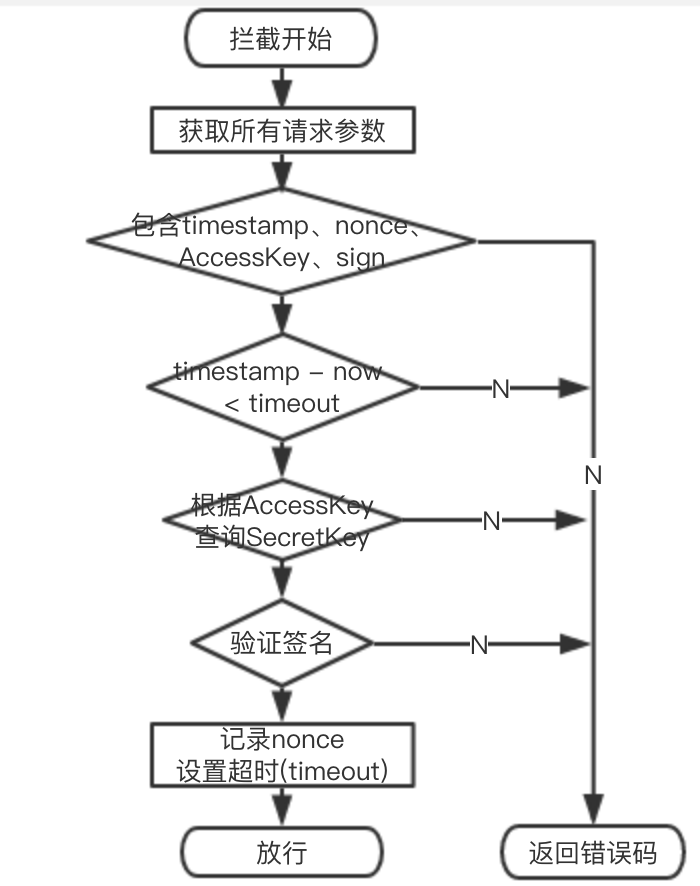 拦截开始
获取所有请求参数
包含timestamp、nonce、
AccessKey、sign
timestamp - now
< timeout
N
N
根据AccessKey
查询SecretKey
N
验证签名
N
记录nonce
设置超时(timeout)
放行
返回错误码